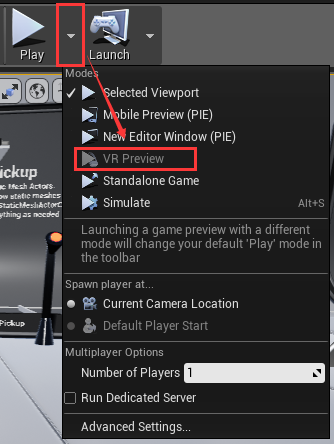 Play
Launch
Modes
Selected Viewport
Mobile Preview (PIE)
New Editor Window (PIE)
VR Preview
Standalone Game
Simulate Alt+S
Launching a game preview with a different
mode will change your default 'Play' mode in
the toolbar
Spawn player at...
Current Camera Location
Default Player Start
Multiplayer Options
Number of Players 1
Run Dedicated Server
Advanced Settings...
Pickup
Mesh Actors
static meshes
StaticMeshActor
anything as needed
Pickup